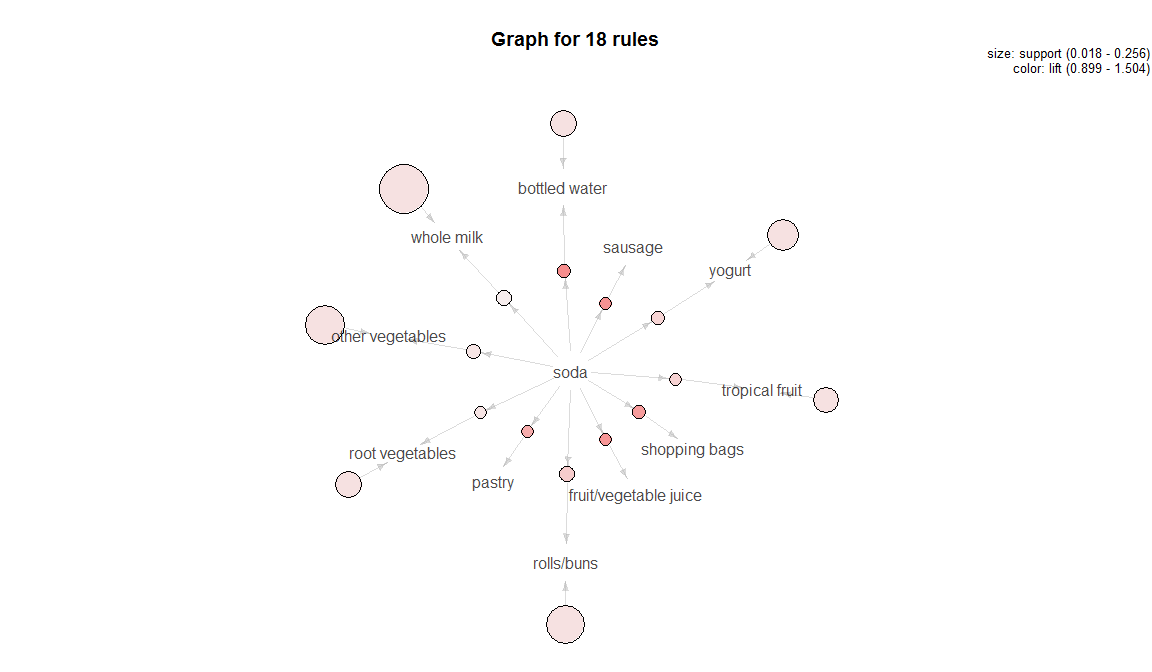 Graph for 18 rules
size: support (0.018 - 0.256)
color: lift (0.899 - 1.504)
bottled water
whole milk
sausage
yogurt
other vegetables
soda
tropical fruit
shopping bags
root vegetables
pastry
fruit/vegetable juice
rolls/buns